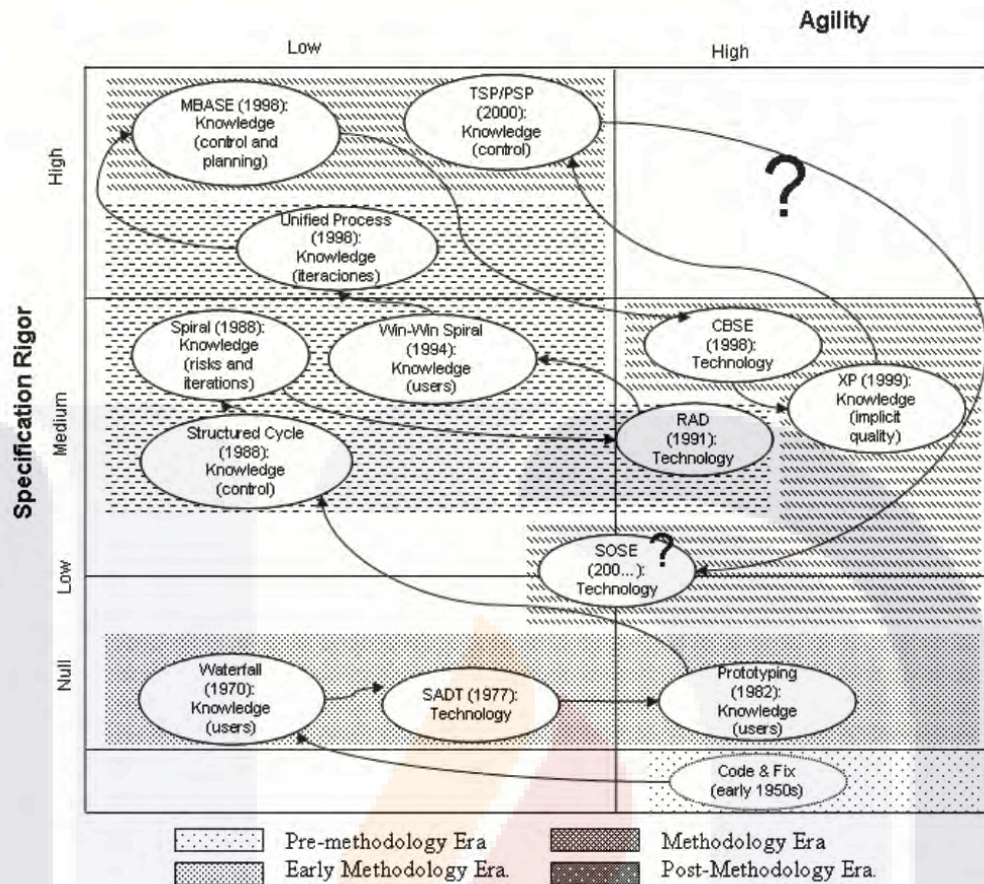 Agility
Low
High
MBASE (1998):
Knowledge
(control and
planning)
TSP/PSP
(2000):
Knowledge
(control)
?
High
Unified Process
(1998):
Knowledge
(iteraciones)
Specification Rigor
Medium
Spiral (1988):
Knowledge
(risks and
iterations)
Win-Win Spiral
(1994):
Knowledge
(users)
CBSE
(1998):
Technology
XP (1999):
Knowledge
(implicit
quality)
Structured Cycle
(1988):
Knowledge
(control)
RAD
(1991):
Technology
Low
SOSE ?
(200...):
Technology
Null
Waterfall
(1970):
Knowledge
(users)
SADT (1977):
Technology
Prototyping
(1982):
Knowledge
(users)
Code & Fix
(early 1950s)
Pre-methodology Era
Methodology Era
Early Methodology Era.
Post-Methodology Era.